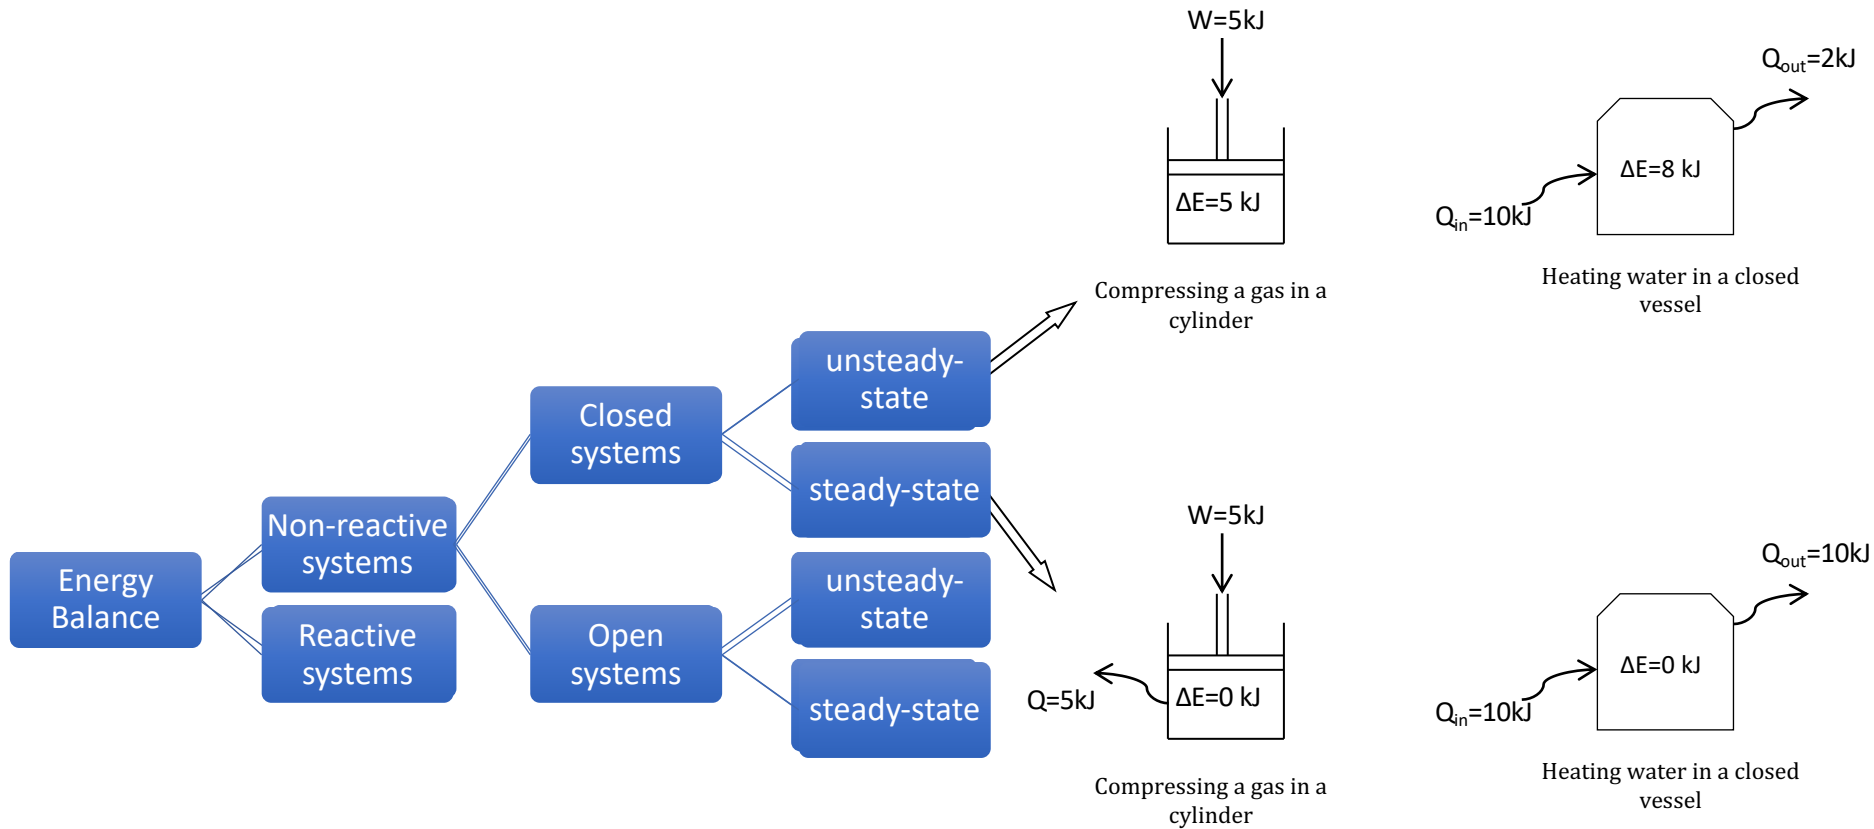 Energy
Balance
Non-reactive
systems
Reactive
systems
Closed
systems
Open
systems
unsteady-
state
steady-state
unsteady-
state
steady-state
W=5kJ
ΔE=5 kJ
Compressing a gas in a
cylinder
Qout=2kJ
ΔE=8 kJ
Qin=10kJ
Heating water in a closed
vessel
W=5kJ
Q=5kJ
ΔE=0 kJ
Compressing a gas in a
cylinder
Qout=10kJ
ΔE=0 kJ
Qin=10kJ
Heating water in a closed
vessel